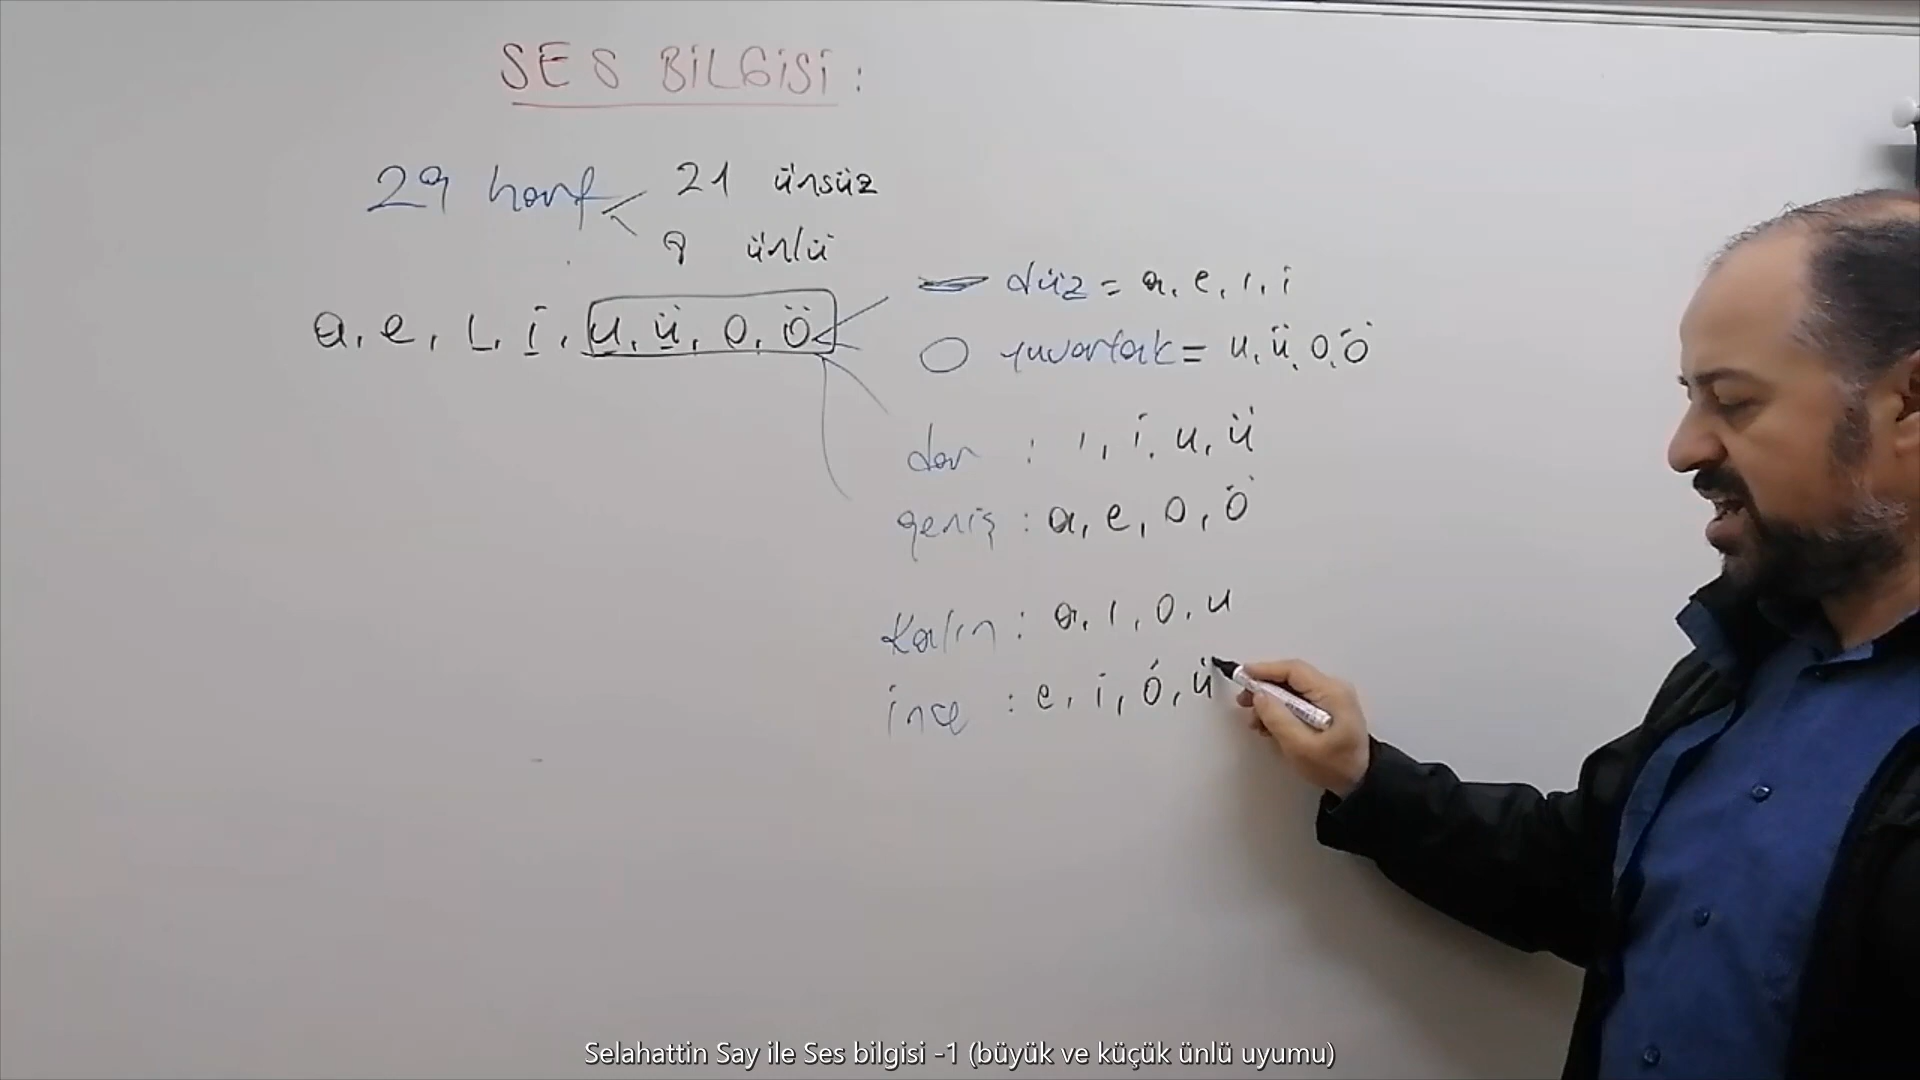 SES BİLGİSİ :
29 harf < 21 ünsüz
8 ünlü
a, e, ı, i, u, ü, o, ö
düz = a, e, ı, i
yuvarlak = u, ü, o, ö
dar : ı, i, u, ü
geniş : a, e, o, ö
Kalın : a, ı, o, u
ince : e, i, ö, ü
Selahattin Say ile Ses bilgisi -1 (büyük ve küçük ünlü uyumu)